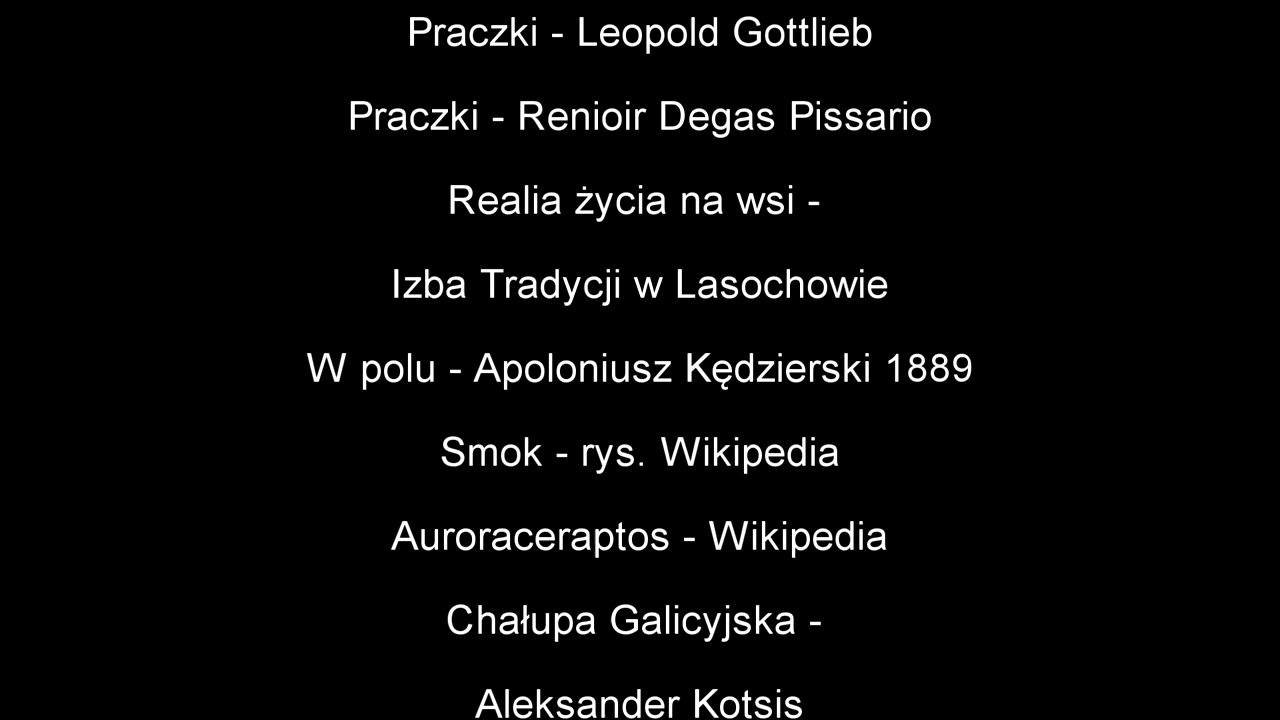 Praczki - Leopold Gottlieb
Praczki - Renioir Degas Pissario
Realia życia na wsi -
Izba Tradycji w Lasochowie
W polu - Apoloniusz Kędzierski 1889
Smok - rys. Wikipedia
Auroraceraptos - Wikipedia
Chałupa Galicyjska -
Aleksander Kotsis